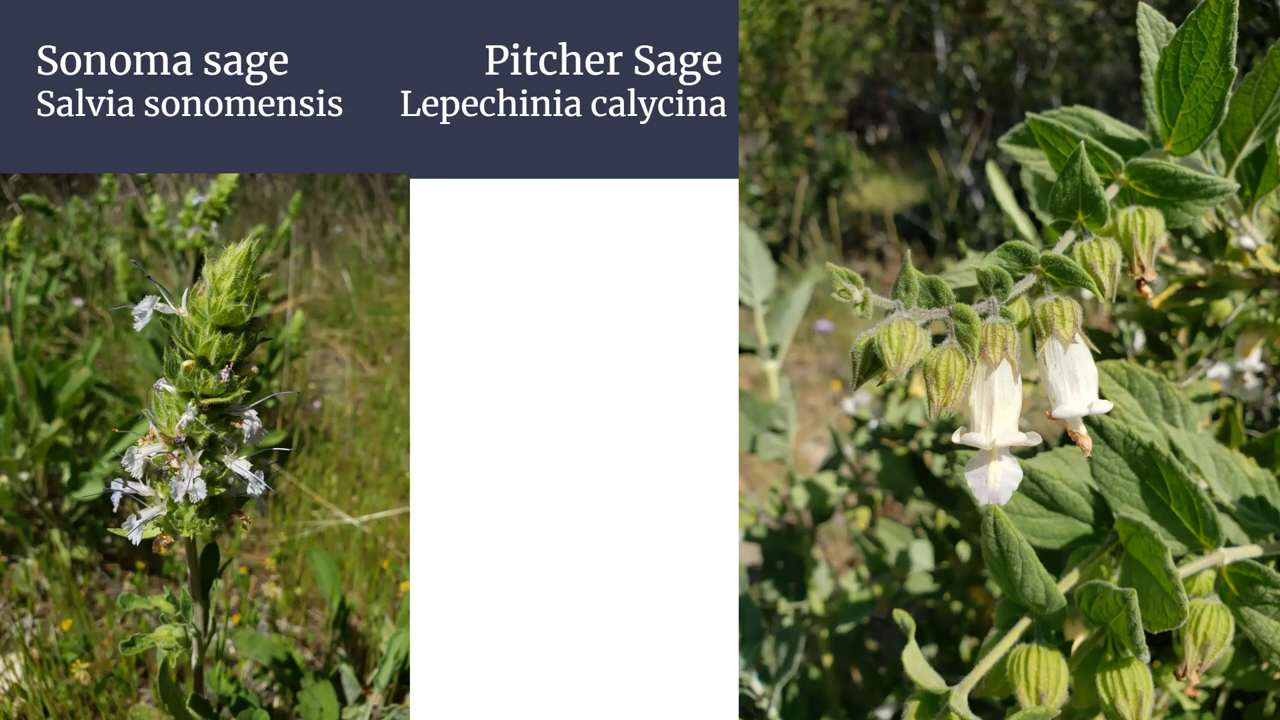 Sonoma sage
Salvia sonomensis
Pitcher Sage
Lepechinia calycina